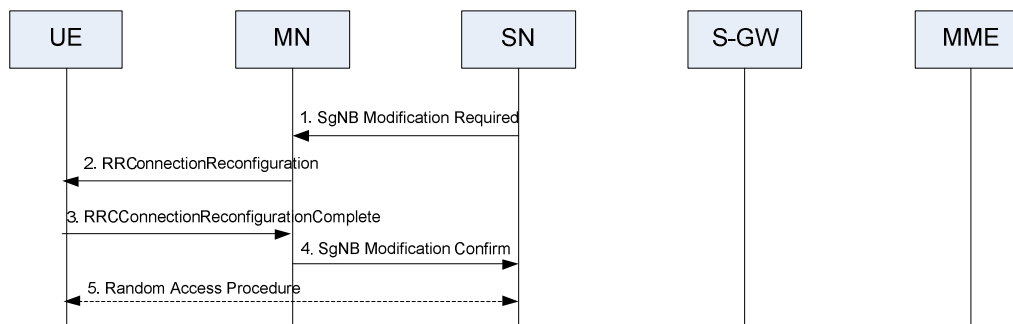 UE
MN
SN
S-GW
MME
1. SgNB Modification Required
2. RRConnectionReconfiguration
3. RRCConnectionReconfigurationComplete
4. SgNB Modification Confirm
5. Random Access Procedure